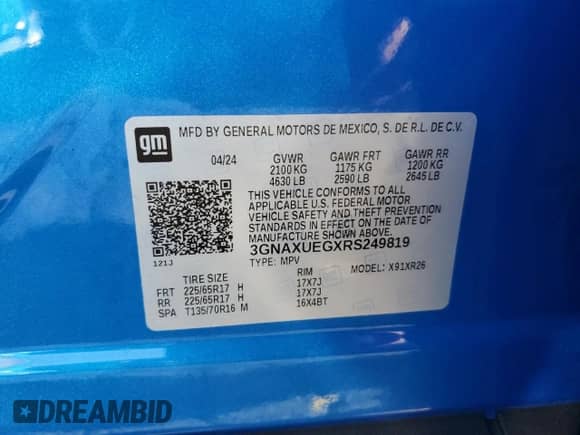 gm MFD BY GENERAL MOTORS DE MEXICO, S. DE R.L. DE C.V.
04/24 GVWR GAWR FRT GAWR RR
2100 KG 1175 KG 1200 KG
4630 LB 2590 LB 2645 LB
THIS VEHICLE CONFORMS TO ALL
APPLICABLE U.S. FEDERAL MOTOR
VEHICLE SAFETY AND THEFT PREVENTION
STANDARDS IN EFFECT ON THE DATE OF
MANUFACTURE SHOWN ABOVE.
3GNAXUEGXRS249819
121J TYPE: MPV MODEL: X91XR26
TIRE SIZE RIM
FRT 225/65R17 H 17X7J
RR 225/65R17 H 17X7J
SPA T135/70R16 M 16X4BT
DREAMBID